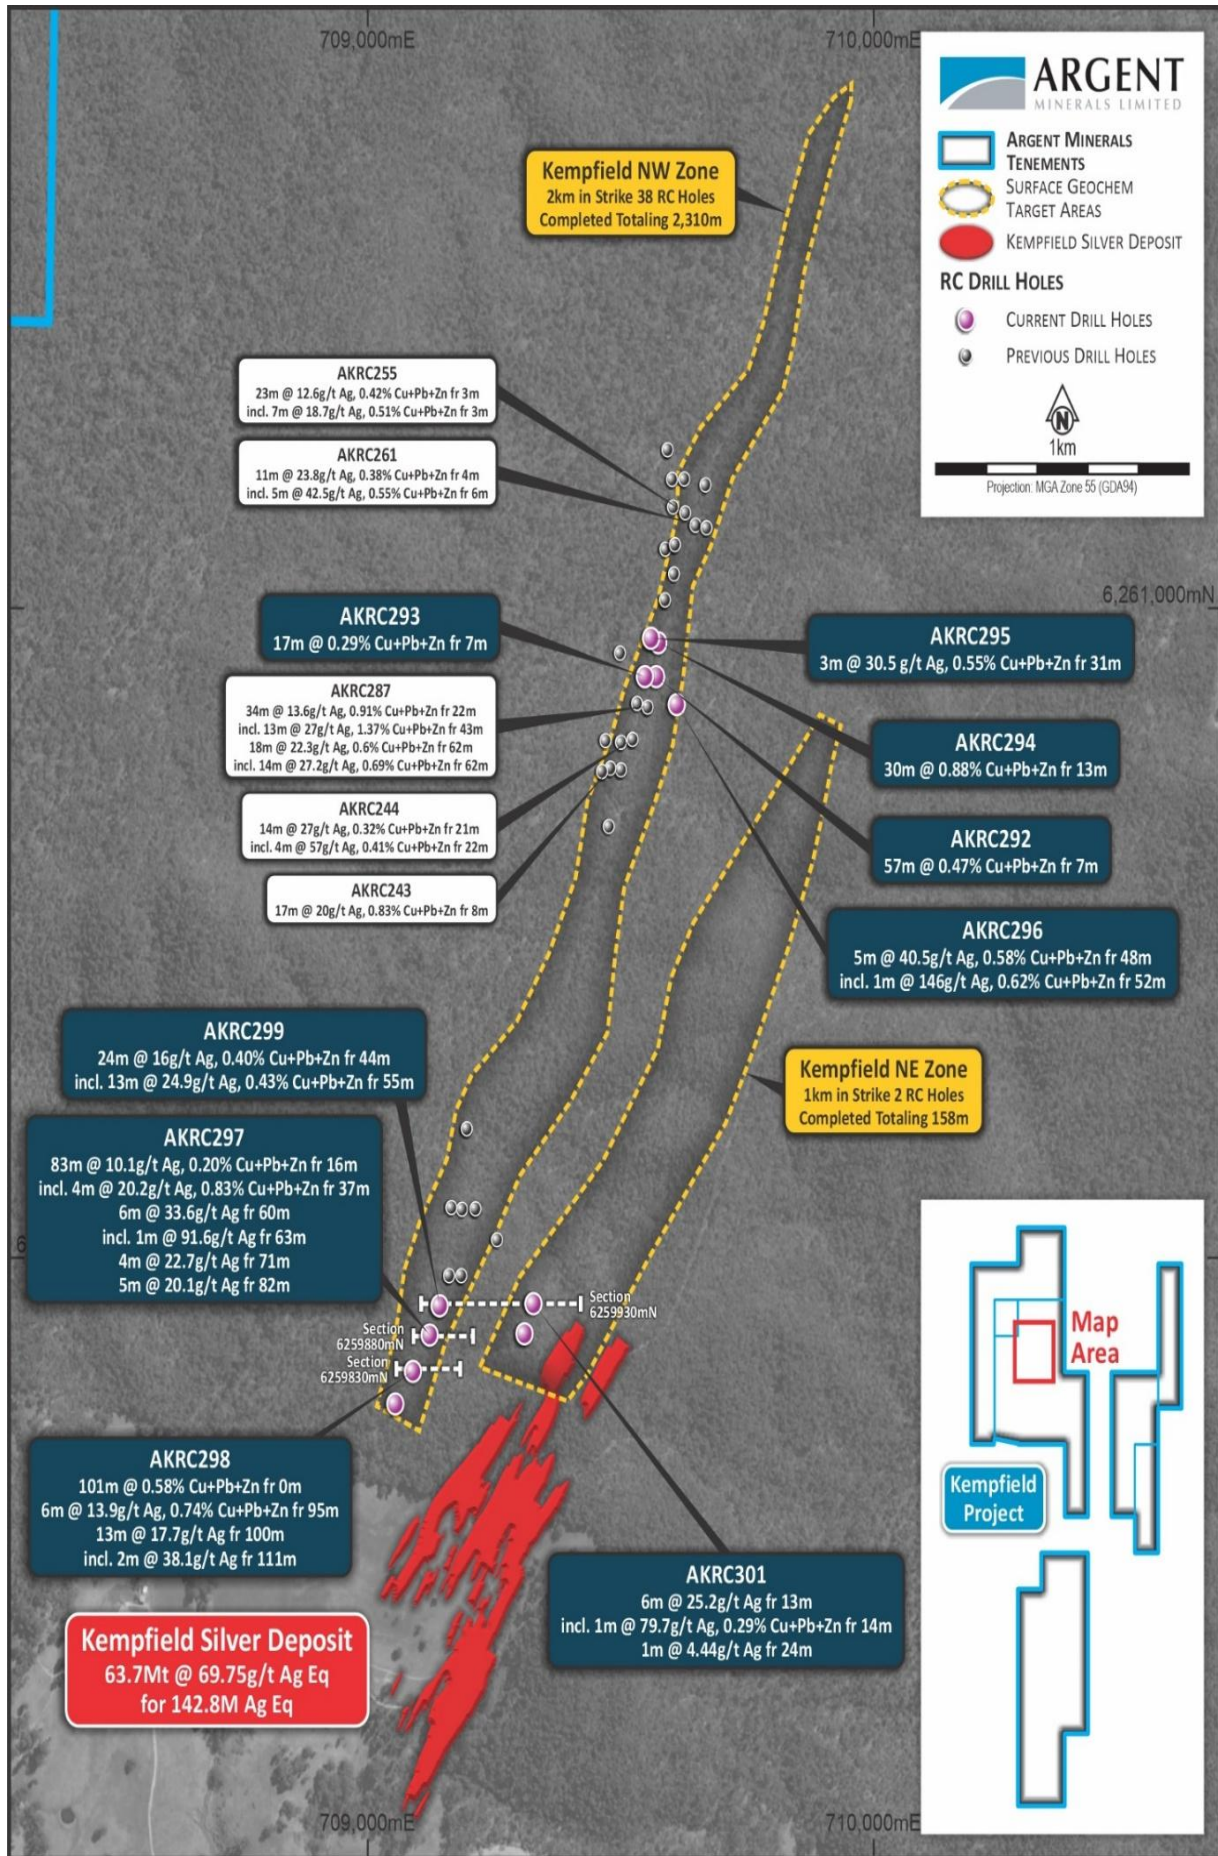 709,000mE
710,000mE
ARGENT
MINERALS LIMITED
ARGENT MINERALS
TENEMENTS
SURFACE GEOCHEM
TARGET AREAS
KEMPFIELD SILVER DEPOSIT
RC DRILL HOLES
CURRENT DRILL HOLES
PREVIOUS DRILL HOLES
N
1km
Projection: MGA Zone 55 (GDA94)
Kempfield NW Zone
2km in Strike 38 RC Holes
Completed Totaling 2,310m
AKRC255
23m @ 12.6g/t Ag, 0.42% Cu+Pb+Zn fr 3m
incl. 7m @ 18.7g/t Ag, 0.51% Cu+Pb+Zn fr 3m
AKRC261
11m @ 23.8g/t Ag, 0.38% Cu+Pb+Zn fr 4m
incl. 5m @ 42.5g/t Ag, 0.55% Cu+Pb+Zn fr 6m
6,261,000mN
AKRC293
17m @ 0.29% Cu+Pb+Zn fr 7m
AKRC295
3m @ 30.5 g/t Ag, 0.55% Cu+Pb+Zn fr 31m
AKRC287
34m @ 13.6g/t Ag, 0.91% Cu+Pb+Zn fr 22m
incl. 13m @ 27g/t Ag, 1.37% Cu+Pb+Zn fr 43m
18m @ 22.3g/t Ag, 0.6% Cu+Pb+Zn fr 62m
incl. 14m @ 27.2g/t Ag, 0.69% Cu+Pb+Zn fr 62m
AKRC294
30m @ 0.88% Cu+Pb+Zn fr 13m
AKRC244
14m @ 27g/t Ag, 0.32% Cu+Pb+Zn fr 21m
incl. 4m @ 57g/t Ag, 0.41% Cu+Pb+Zn fr 22m
AKRC292
57m @ 0.47% Cu+Pb+Zn fr 7m
AKRC243
17m @ 20g/t Ag, 0.83% Cu+Pb+Zn fr 8m
AKRC296
5m @ 40.5g/t Ag, 0.58% Cu+Pb+Zn fr 48m
incl. 1m @ 146g/t Ag, 0.62% Cu+Pb+Zn fr 52m
AKRC299
24m @ 16g/t Ag, 0.40% Cu+Pb+Zn fr 44m
incl. 13m @ 24.9g/t Ag, 0.43% Cu+Pb+Zn fr 55m
Kempfield NE Zone
1km in Strike 2 RC Holes
Completed Totaling 158m
AKRC297
83m @ 10.1g/t Ag, 0.20% Cu+Pb+Zn fr 16m
incl. 4m @ 20.2g/t Ag, 0.83% Cu+Pb+Zn fr 37m
6m @ 33.6g/t Ag fr 60m
incl. 1m @ 91.6g/t Ag fr 63m
4m @ 22.7g/t Ag fr 71m
5m @ 20.1g/t Ag fr 82m
6
Section
6259930mN
Section
6259880mN
Section
6259830mN
Map
Area
Kempfield
Project
AKRC298
101m @ 0.58% Cu+Pb+Zn fr 0m
6m @ 13.9g/t Ag, 0.74% Cu+Pb+Zn fr 95m
13m @ 17.7g/t Ag fr 100m
incl. 2m @ 38.1g/t Ag fr 111m
AKRC301
6m @ 25.2g/t Ag fr 13m
incl. 1m @ 79.7g/t Ag, 0.29% Cu+Pb+Zn fr 14m
1m @ 4.44g/t Ag fr 24m
Kempfield Silver Deposit
63.7Mt @ 69.75g/t Ag Eq
for 142.8M Ag Eq
709,000mE
710,000mE